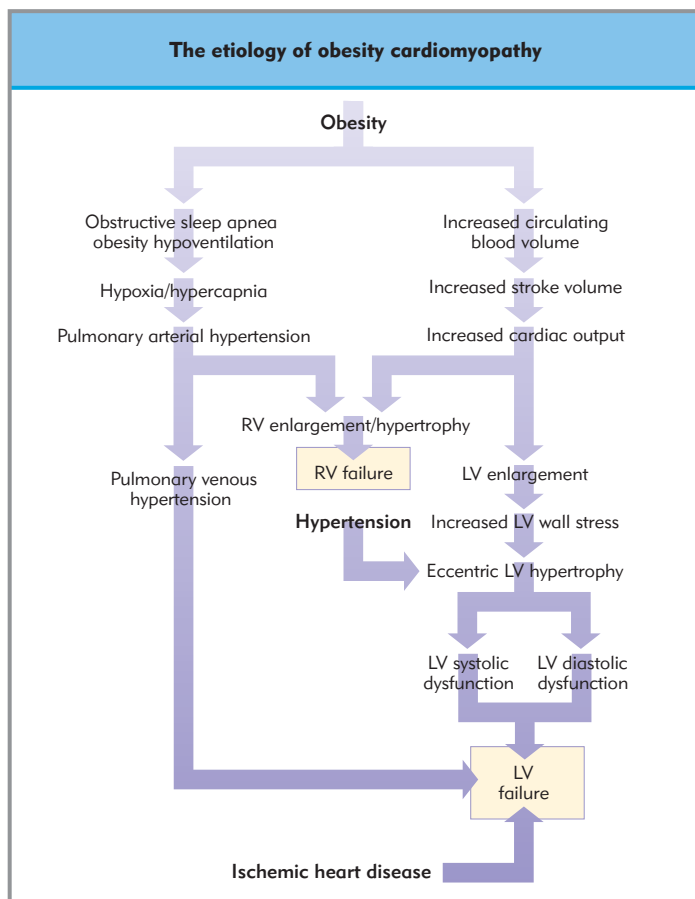 The etiology of obesity cardiomyopathy
Obesity
Obstructive sleep apnea
obesity hypoventilation
Increased circulating
blood volume
Hypoxia/hypercapnia
Increased stroke volume
Pulmonary arterial hypertension
Increased cardiac output
RV enlargement/hypertrophy
RV failure
Pulmonary venous
hypertension
LV enlargement
Hypertension
Increased LV wall stress
Eccentric LV hypertrophy
LV systolic
dysfunction
LV diastolic
dysfunction
LV
failure
Ischemic heart disease